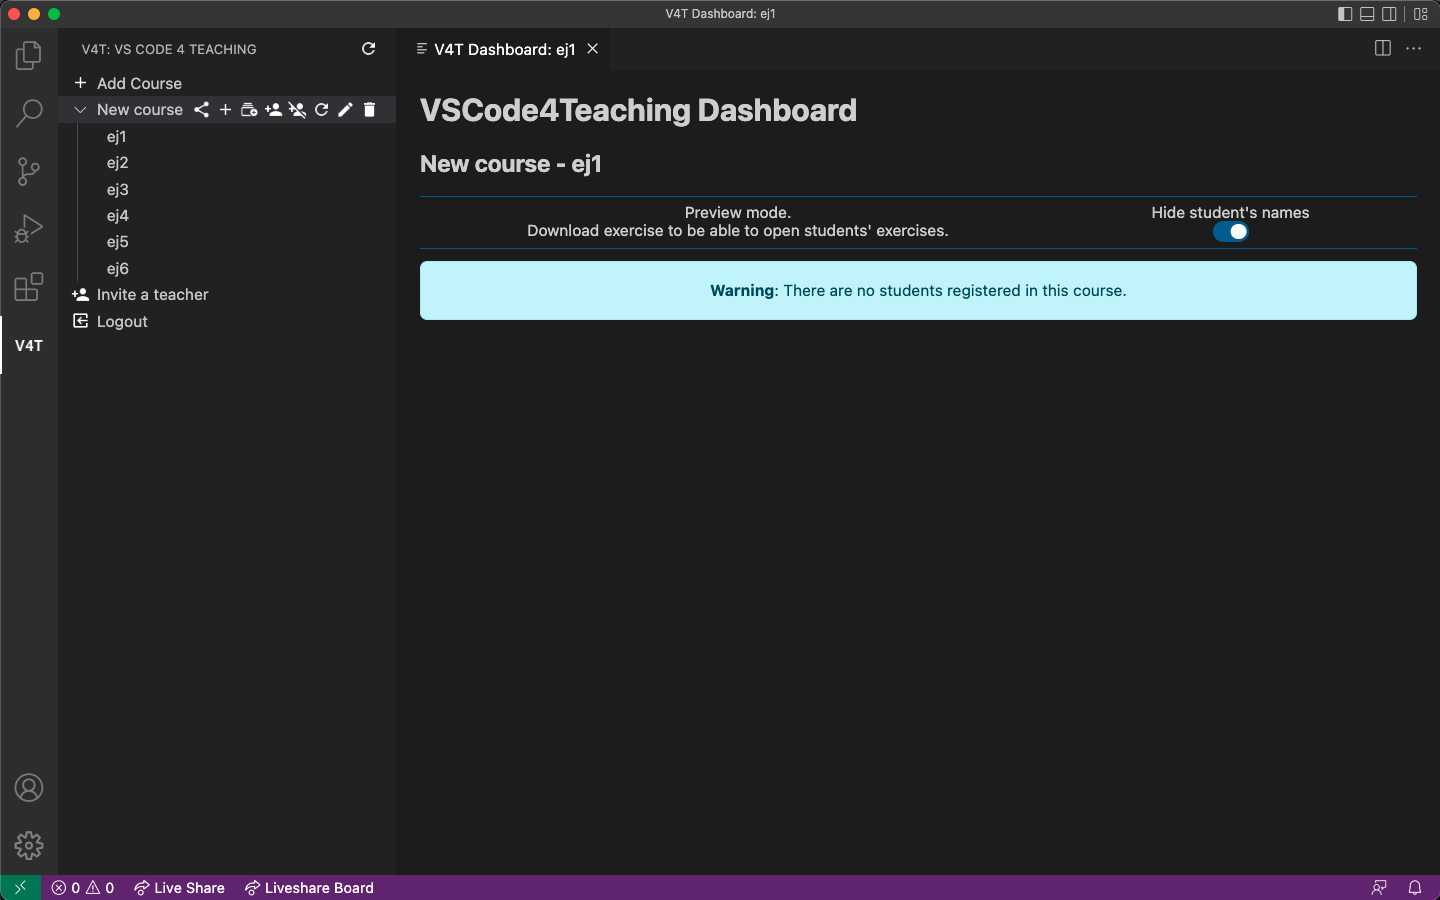 V4T Dashboard: ej1
V4T: VS CODE 4 TEACHING
V4T Dashboard: ej1
Add Course
New course
ej1
ej2
ej3
ej4
ej5
ej6
Invite a teacher
Logout
V4T
VSCode4Teaching Dashboard
New course - ej1
Preview mode.
Download exercise to be able to open students' exercises.
Hide student's names
Warning: There are no students registered in this course.
0 0 Live Share Liveshare Board